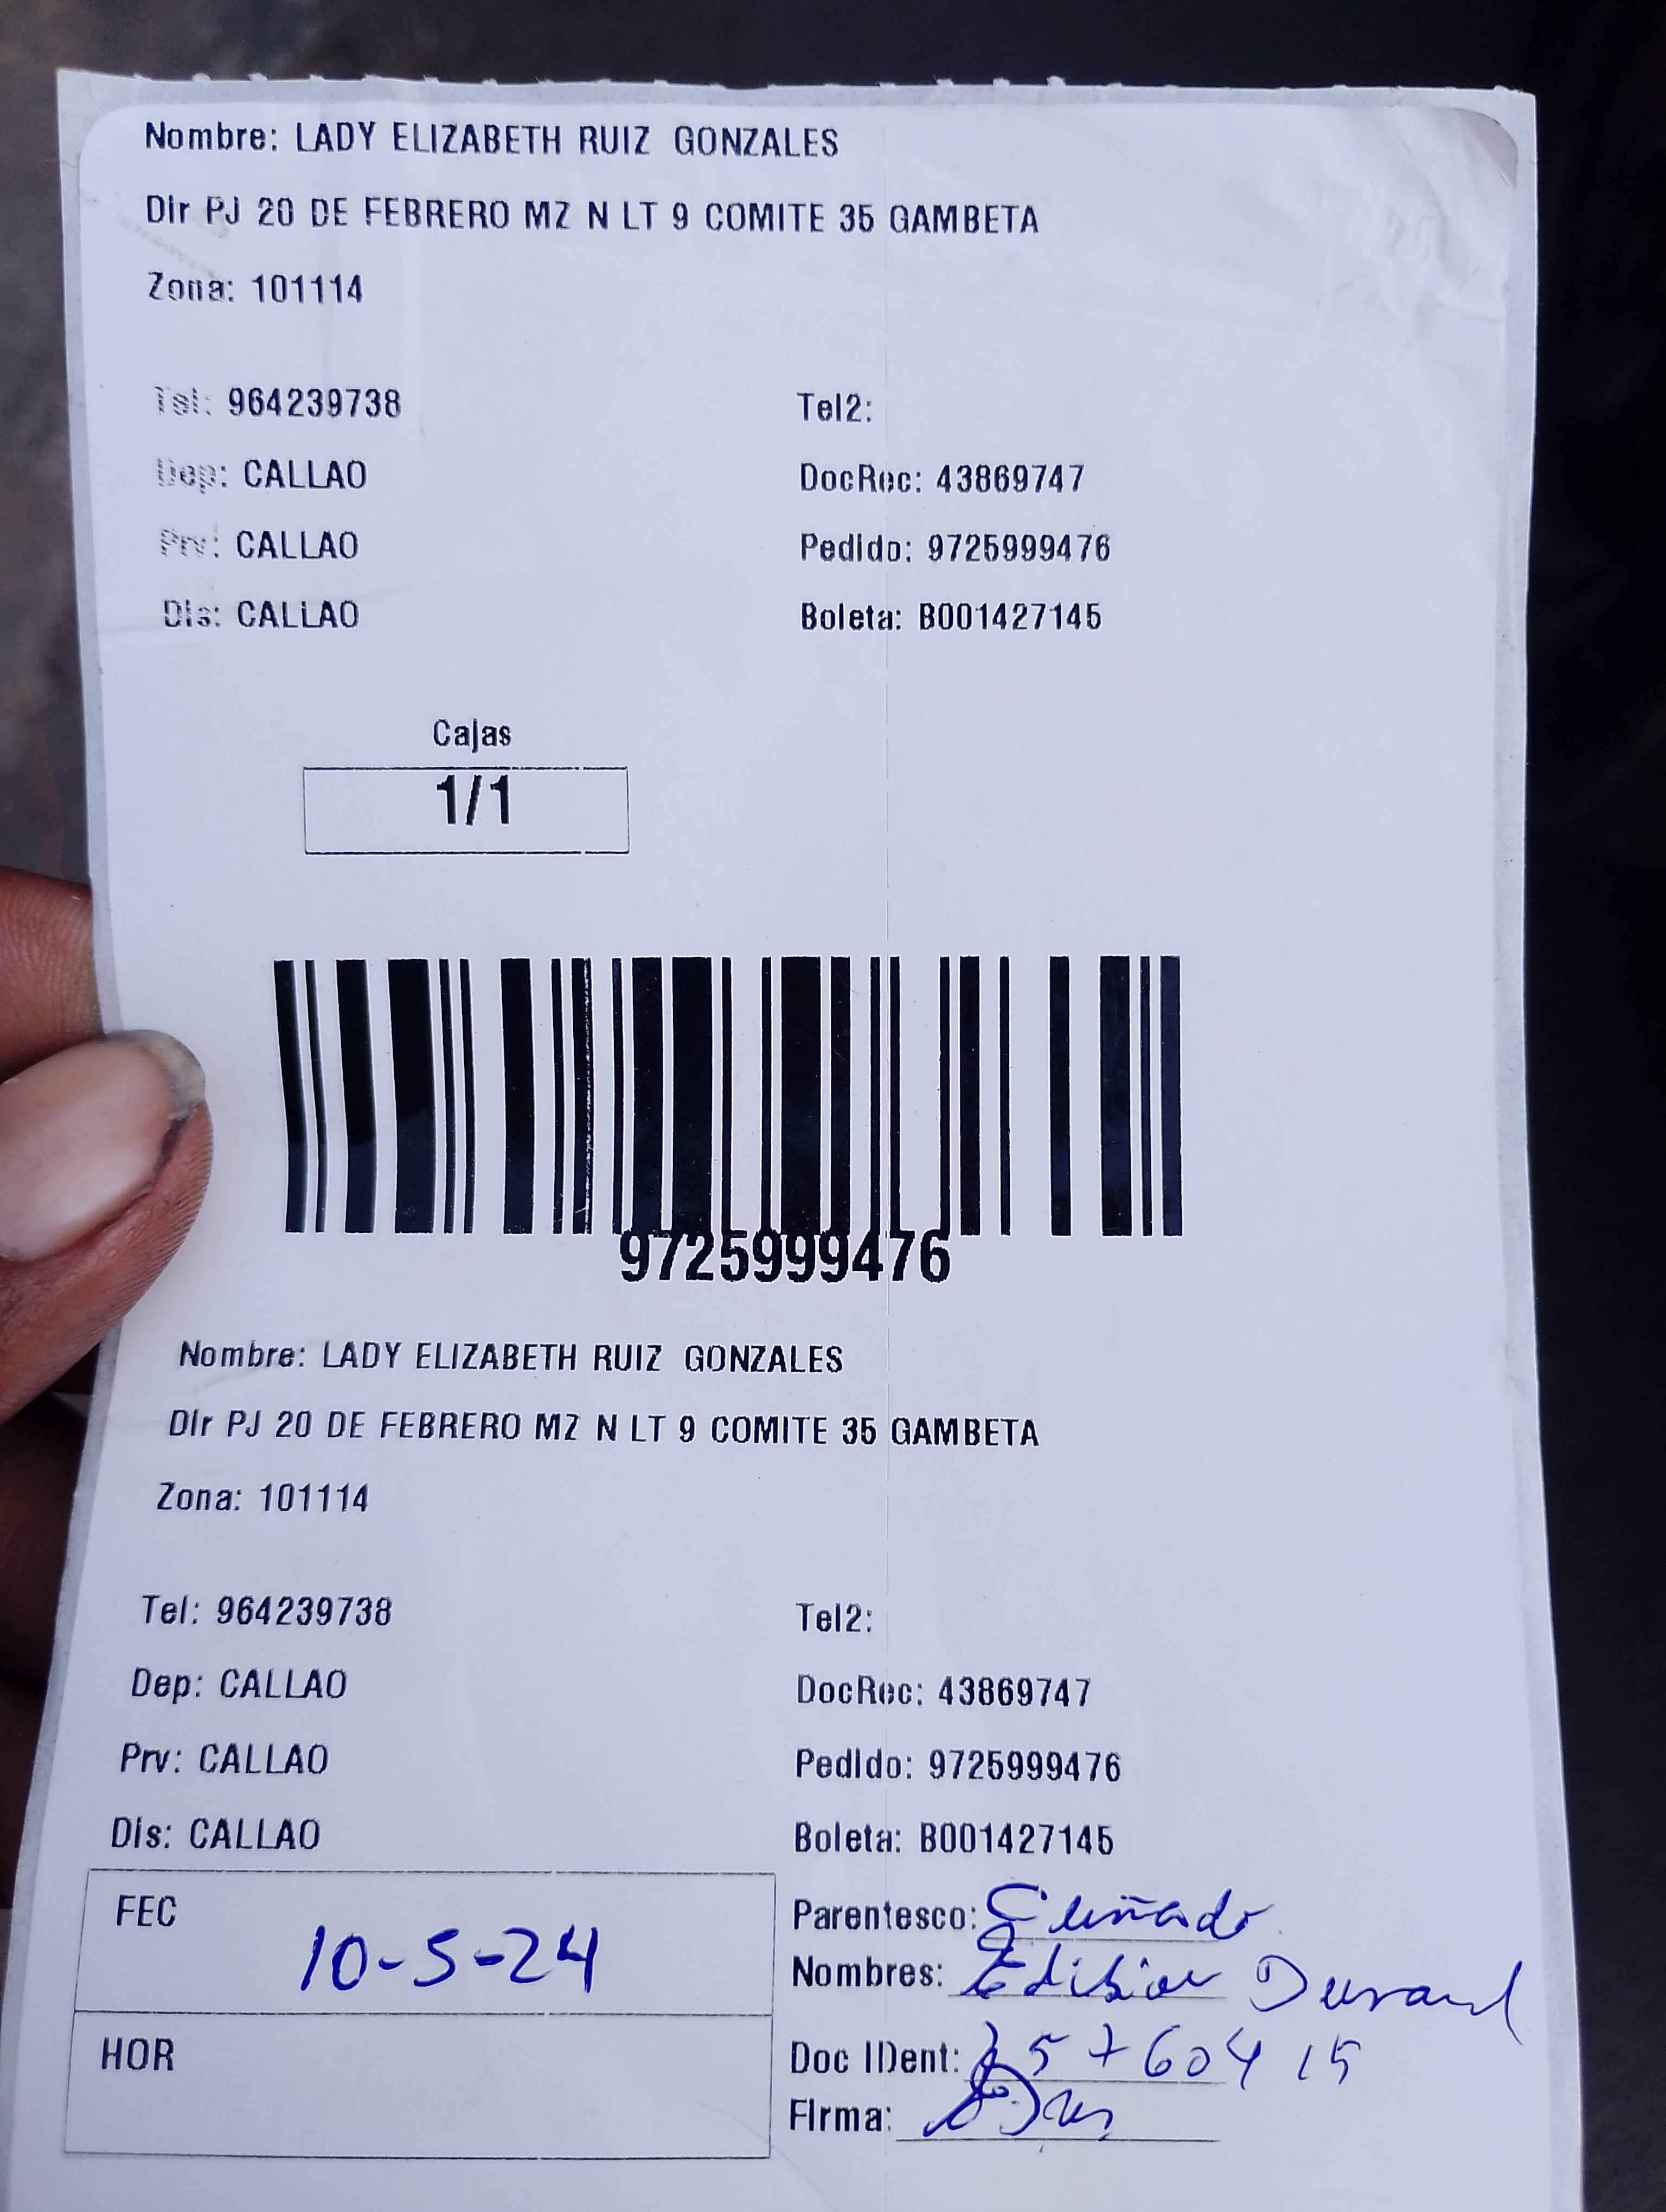 Nombre: LADY ELIZABETH RUIZ GONZALES
Dir PJ 20 DE FEBRERO MZ N LT 9 COMITE 35 GAMBETA
Zona: 101114
Tel: 964239738 Tel2:
Dep: CALLAO DocRec: 43869747
Prv: CALLAO Pedido: 9725999476
Dis: CALLAO Boleta: B001427145
Cajas
1/1
9725999476
Nombre: LADY ELIZABETH RUIZ GONZALES
Dir PJ 20 DE FEBRERO MZ N LT 9 COMITE 35 GAMBETA
Zona: 101114
Tel: 964239738 Tel2:
Dep: CALLAO DocRec: 43869747
Prv: CALLAO Pedido: 9725999476
Dis: CALLAO Boleta: B001427145
FEC 10-5-24
Parentesco: Cuñado
Nombres: Durand
HOR
Doc IDent:
Firma: